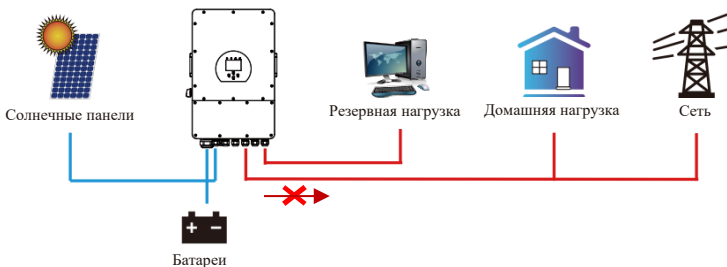 Солнечные панели
Резервная нагрузка
Домашняя нагрузка
Сеть
Батареи